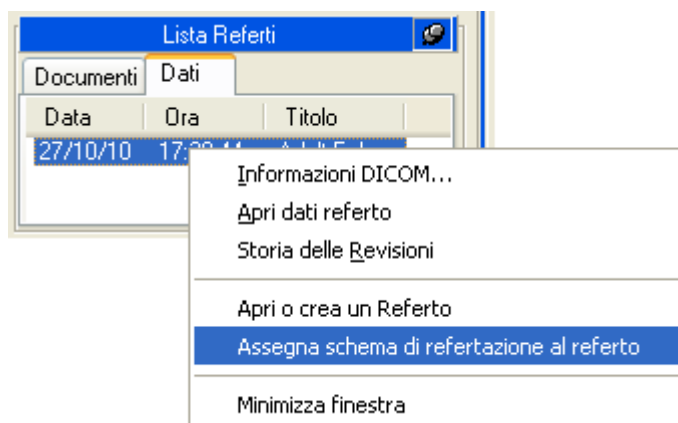 Lista Referti
Documenti Dati
Data Ora Titolo
27/10/10
Informazioni DICOM...
Apri dati referto
Storia delle Revisioni
Apri o crea un Referto
Assegna schema di refertazione al referto
Minimizza finestra